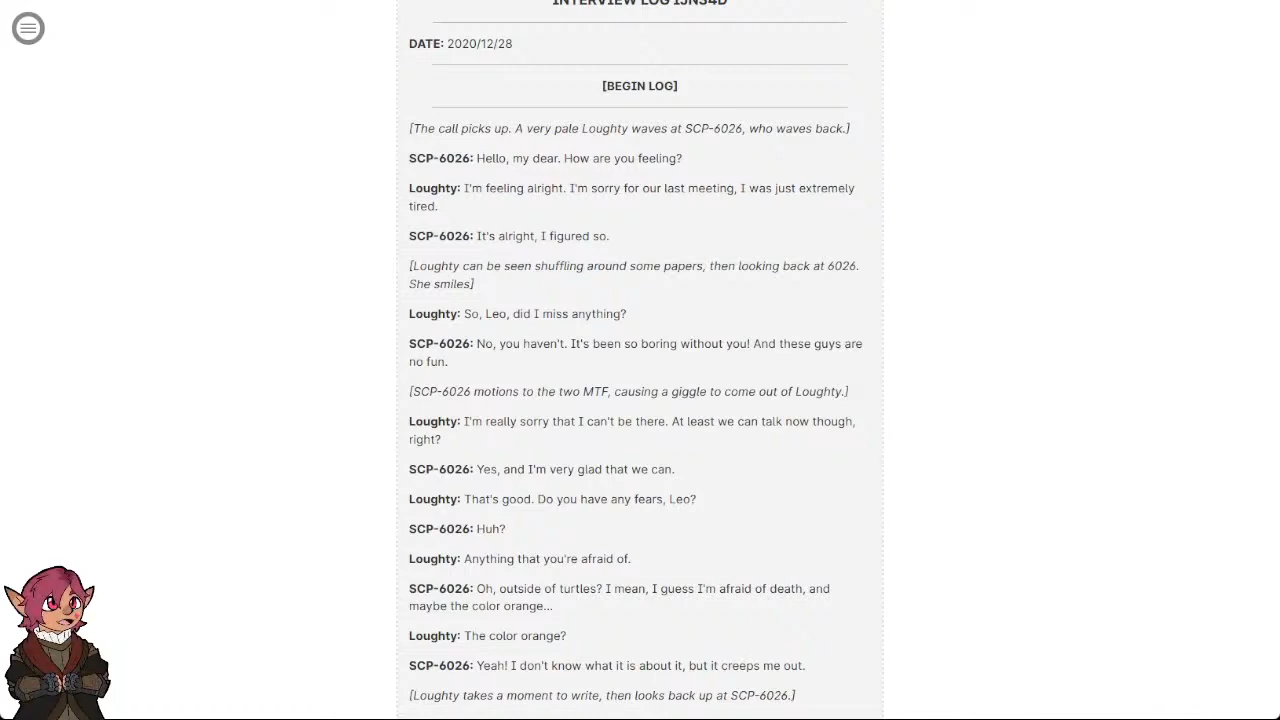 INTERVIEW LOG 1JNS4D
DATE: 2010/12/28
[BEGIN LOG]
[The call picks up. A very pale Loughty waves at SCP-6026, who waves back.]
SCP-6026: Hello, my dear. How are you feeling?
Loughty: Feeling alright. I'm sorry for our last meetig, I was just extremely
tired.
SCP-6026: It's alright, I figured so.
[Loughty can be seen shuffling around some papers, then looking back at 6026.
She smiles.]
Loughty: So, Leo, did I miss anything?
SCP-6026: No, you haven't. It's been so boring without you! And these guys are
no fun.
[SCP-6026 motions to the two MTF, causing a giggle to come out of Loughty.]
Loughty: I'm really sorry that I can't be there. At least we can talk now though,
right?
SCP-6026: Yes, and I'm very glad that we can.
Loughty: That's good. Do you have any fears, Leo?
SCP-6026: Huh?
Loughty: Anything that you're afraid of.
SCP-6026: Oh, outside of turtles? I mean, I guess I'm afraid of death, and
maybe the color orange.
Loughty: The color orange?
SCP-6026: Yeah! I don't know what it is about it, but it creeps me out.
[Loughty takes a moment to write, then looks back up at SCP-6026.]